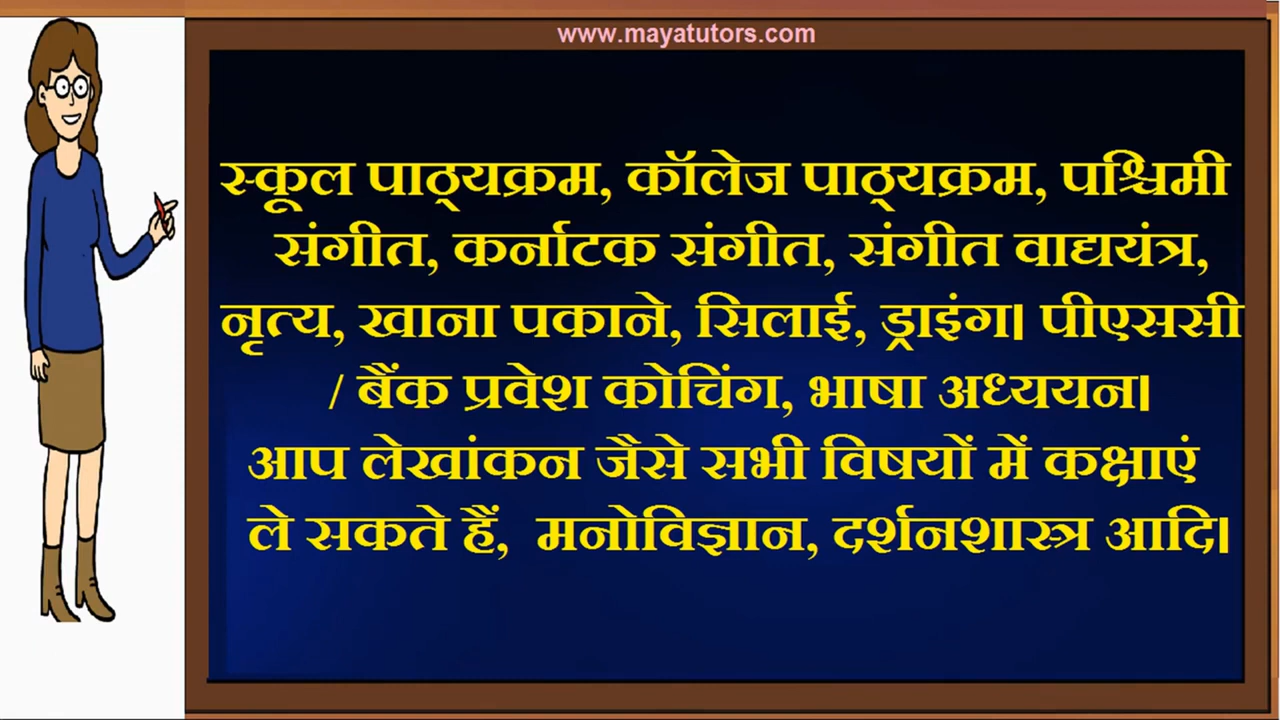 www.mayatutors.com
स्कूल पाठ्यक्रम, कॉलेज पाठ्यक्रम, पश्चिमी
संगीत, कर्नाटक संगीत, संगीत वाद्ययंत्र,
नृत्य, खाना पकाने, सिलाई, ड्राइंग। पीएससी
/ बैंक प्रवेश कोचिंग, भाषा अध्ययन।
आप लेखांकन जैसे सभी विषयों में कक्षाएं
ले सकते हैं, मनोविज्ञान, दर्शनशास्त्र आदि।